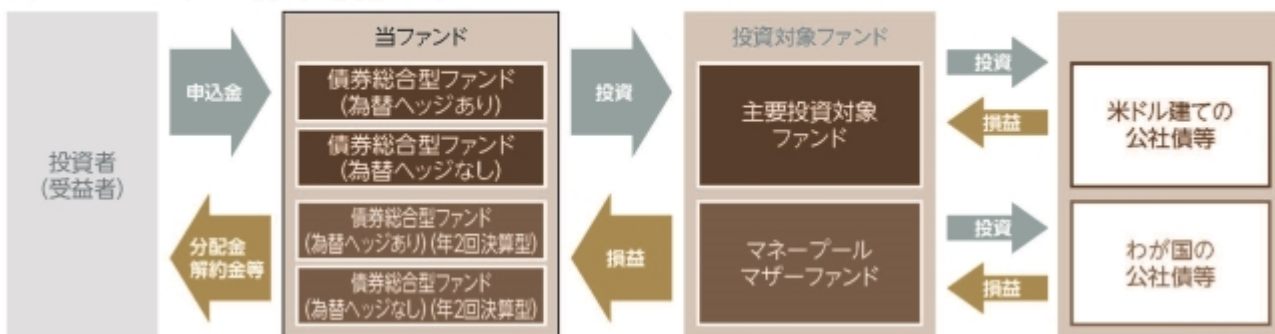 投資者
(受益者)
申込金
分配金
解約金等
当ファンド
債券総合型ファンド
(為替ヘッジあり)
債券総合型ファンド
(為替ヘッジなし)
債券総合型ファンド
(為替ヘッジあり)(年2回決算型)
債券総合型ファンド
(為替ヘッジなし)(年2回決算型)
投資
損益
投資対象ファンド
主要投資対象
ファンド
マネープール
マザーファンド
投資
損益
投資
損益
米ドル建ての
公社債等
わが国の
公社債等